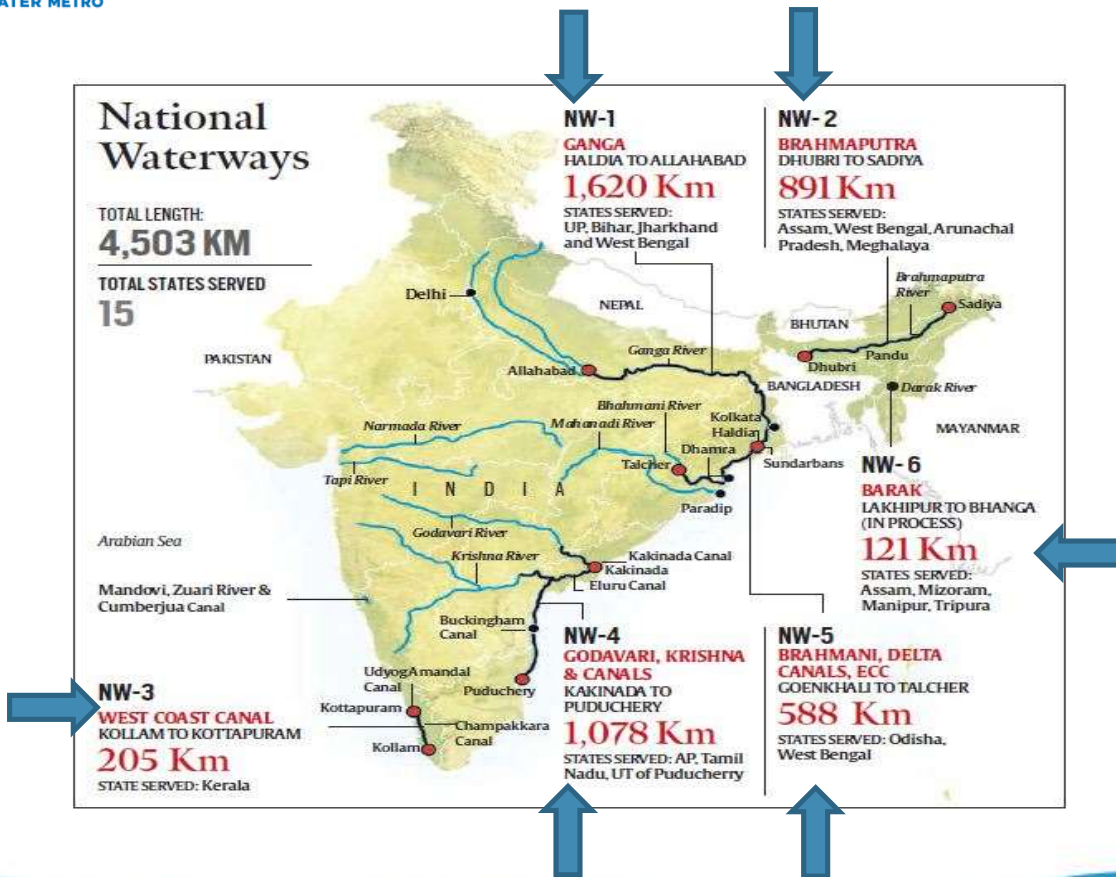 WATER METRO
National
Waterways
TOTAL LENGTH:
4,503 KM
TOTAL STATES SERVED
15
NW-1
GANGA
HALDIA TO ALLAHABAD
1,620 Km
STATES SERVED:
UP, Bihar, Jharkhand
and West Bengal
NW- 2
BRAHMAPUTRA
DHUBRI TO SADIYA
891 Km
STATES SERVED:
Assam, West Bengal, Arunachal
Pradesh, Meghalaya
Brahmaputra
River
Sadiya
Delhi
NEPAL
BHUTAN
PAKISTAN
Ganga River
Pandu
Dhubri
Allahabad
BANGLADESH
Darak River
Bhahmani River
Kolkata
Narmada River
Mahanadi River
Haldia
MAYANMAR
Dhamra
Talcher
Sundarbans
Tapi River
INDIA
Paradip
NW- 6
BARAK
LAKHIPUR TO BHANGA
(IN PROCESS)
121 Km
STATES SERVED:
Assam, Mizoram,
Manipur, Tripura
Godavari River
Arabian Sea
Krishna River
Kakinada Canal
Kakinada
Eluru Canal
Mandovi, Zuari River &
Cumberjua Canal
Buckingham
Canal
NW-4
GODAVARI, KRISHNA
& CANALS
KAKINADA TO
PUDUCHERY
1,078 Km
STATES SERVED: AP, Tamil
Nadu, UT of Puducherry
NW-5
BRAHMANI, DELTA
CANALS, ECC
GOENKHALI TO TALCHER
588 Km
STATES SERVED: Odisha,
West Bengal
UdyogAmandal
Canal
Puduchery
Kottapuram
Champakkara
Canal
Kollam
NW-3
WEST COAST CANAL
KOLLAM TO KOTTAPURAM
205 Km
STATE SERVED: Kerala